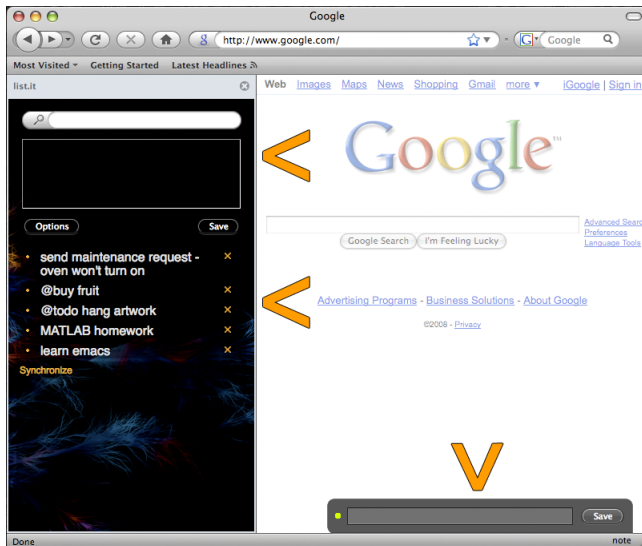 Google
http://www.google.com/
Google
Most Visited Getting Started Latest Headlines
list.it
Web Images Maps News Shopping Gmail more ▼ iGoogle | Sign in
Google™
Advanced Sear
Preferences
Language Tools
Google Search I'm Feeling Lucky
Options Save
send maintenance request -
oven won't turn on
@buy fruit
@todo hang artwork
MATLAB homework
learn emacs
Synchronize
Advertising Programs - Business Solutions - About Google
©2008 - Privacy
Save
Done note